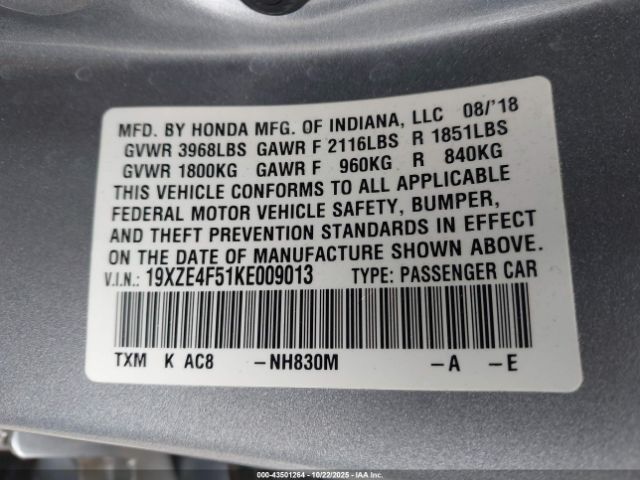 MFD. BY HONDA MFG. OF INDIANA, LLC 08/'18
GVWR 3968LBS GAWR F 2116LBS R 1851LBS
GVWR 1800KG GAWR F 960KG R 840KG
THIS VEHICLE CONFORMS TO ALL APPLICABLE
FEDERAL MOTOR VEHICLE SAFETY, BUMPER,
AND THEFT PREVENTION STANDARDS IN EFFECT
ON THE DATE OF MANUFACTURE SHOWN ABOVE.
V.I.N.: 19XZE4F51KE009013 TYPE: PASSENGER CAR
TXM K AC8 –NH830M –A –E
00-43501264 - 10/22/2025 - IAA, Inc.